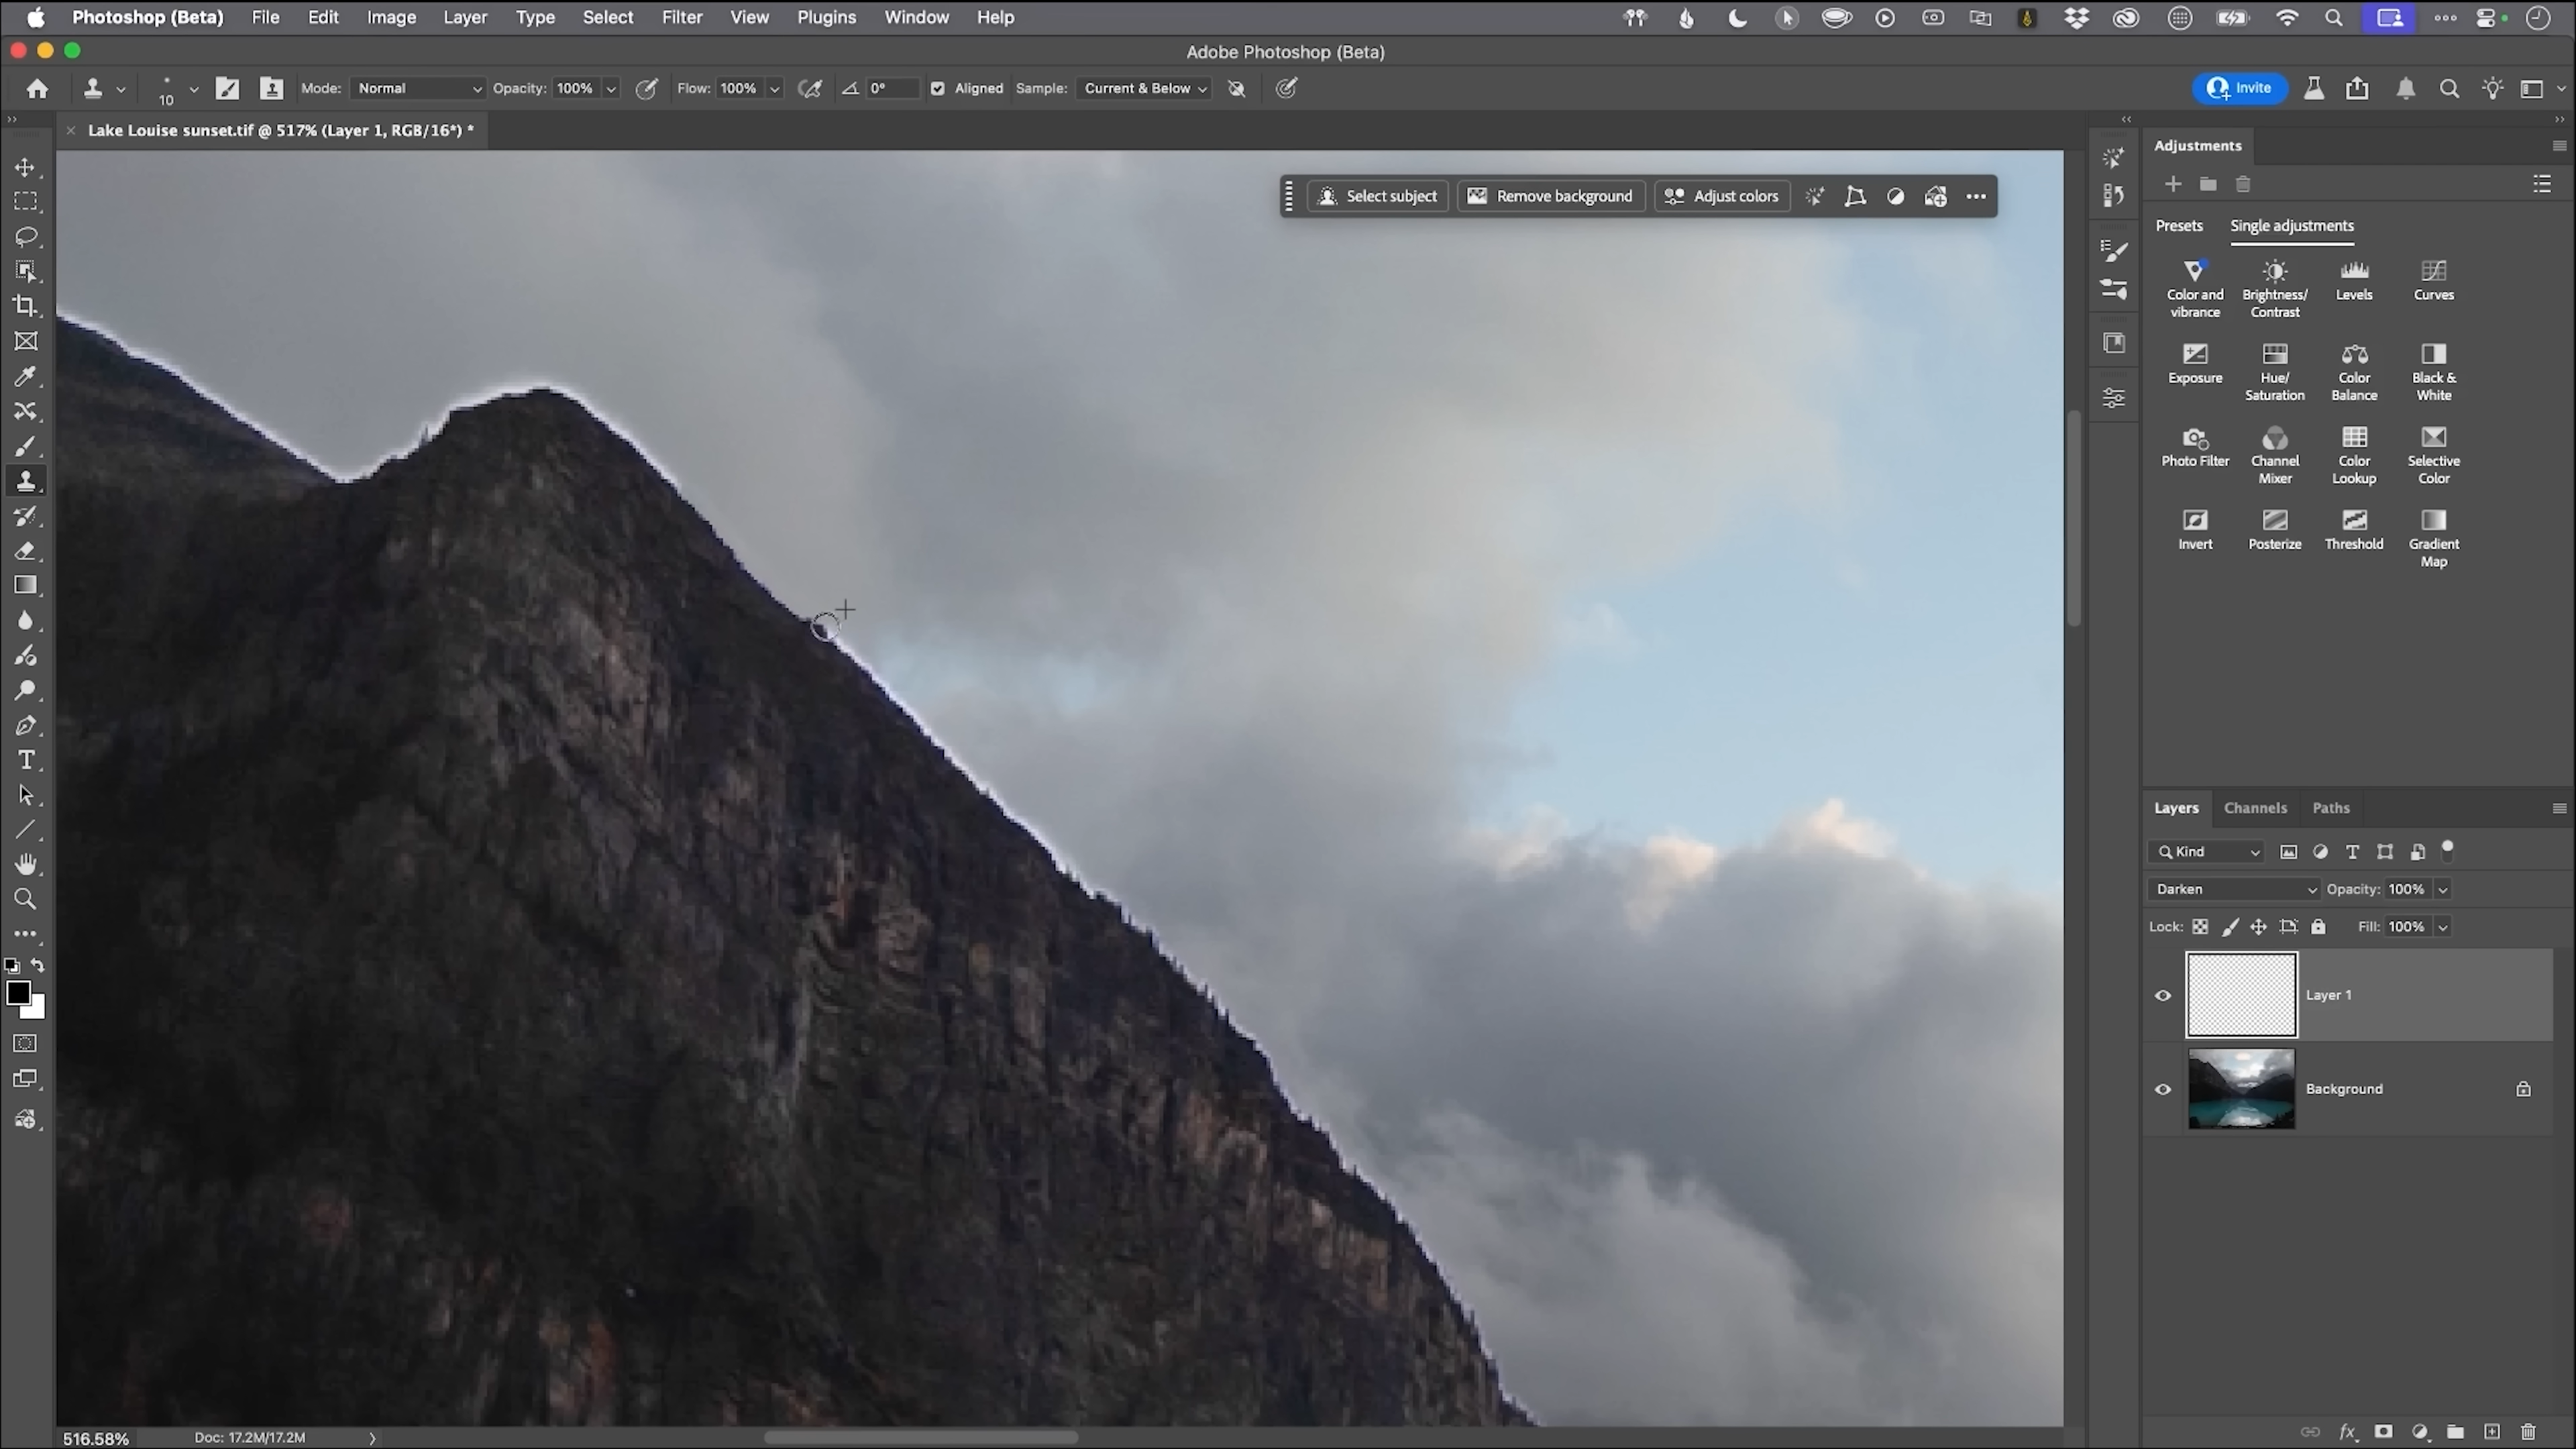 Photoshop (Beta) File Edit Image Layer Type Select Filter View Plugins Window Help
Adobe Photoshop (Beta)
10 Mode: Normal Opacity: 100% Flow: 100% 0° Aligned Sample: Current & Below Invite
Lake Louise sunset.tif @ 517% (Layer 1, RGB/16*) *
Select subject Remove background Adjust colors
Adjustments
Presets Single adjustments
Color and vibrance
Brightness/ Contrast
Levels
Curves
Exposure
Hue/ Saturation
Color Balance
Black & White
Photo Filter
Channel Mixer
Color Lookup
Selective Color
Invert
Posterize
Threshold
Gradient Map
Layers Channels Paths
Kind
Darken Opacity: 100%
Lock: Fill: 100%
Layer 1
Background
516.58% Doc: 17.2M/17.2M